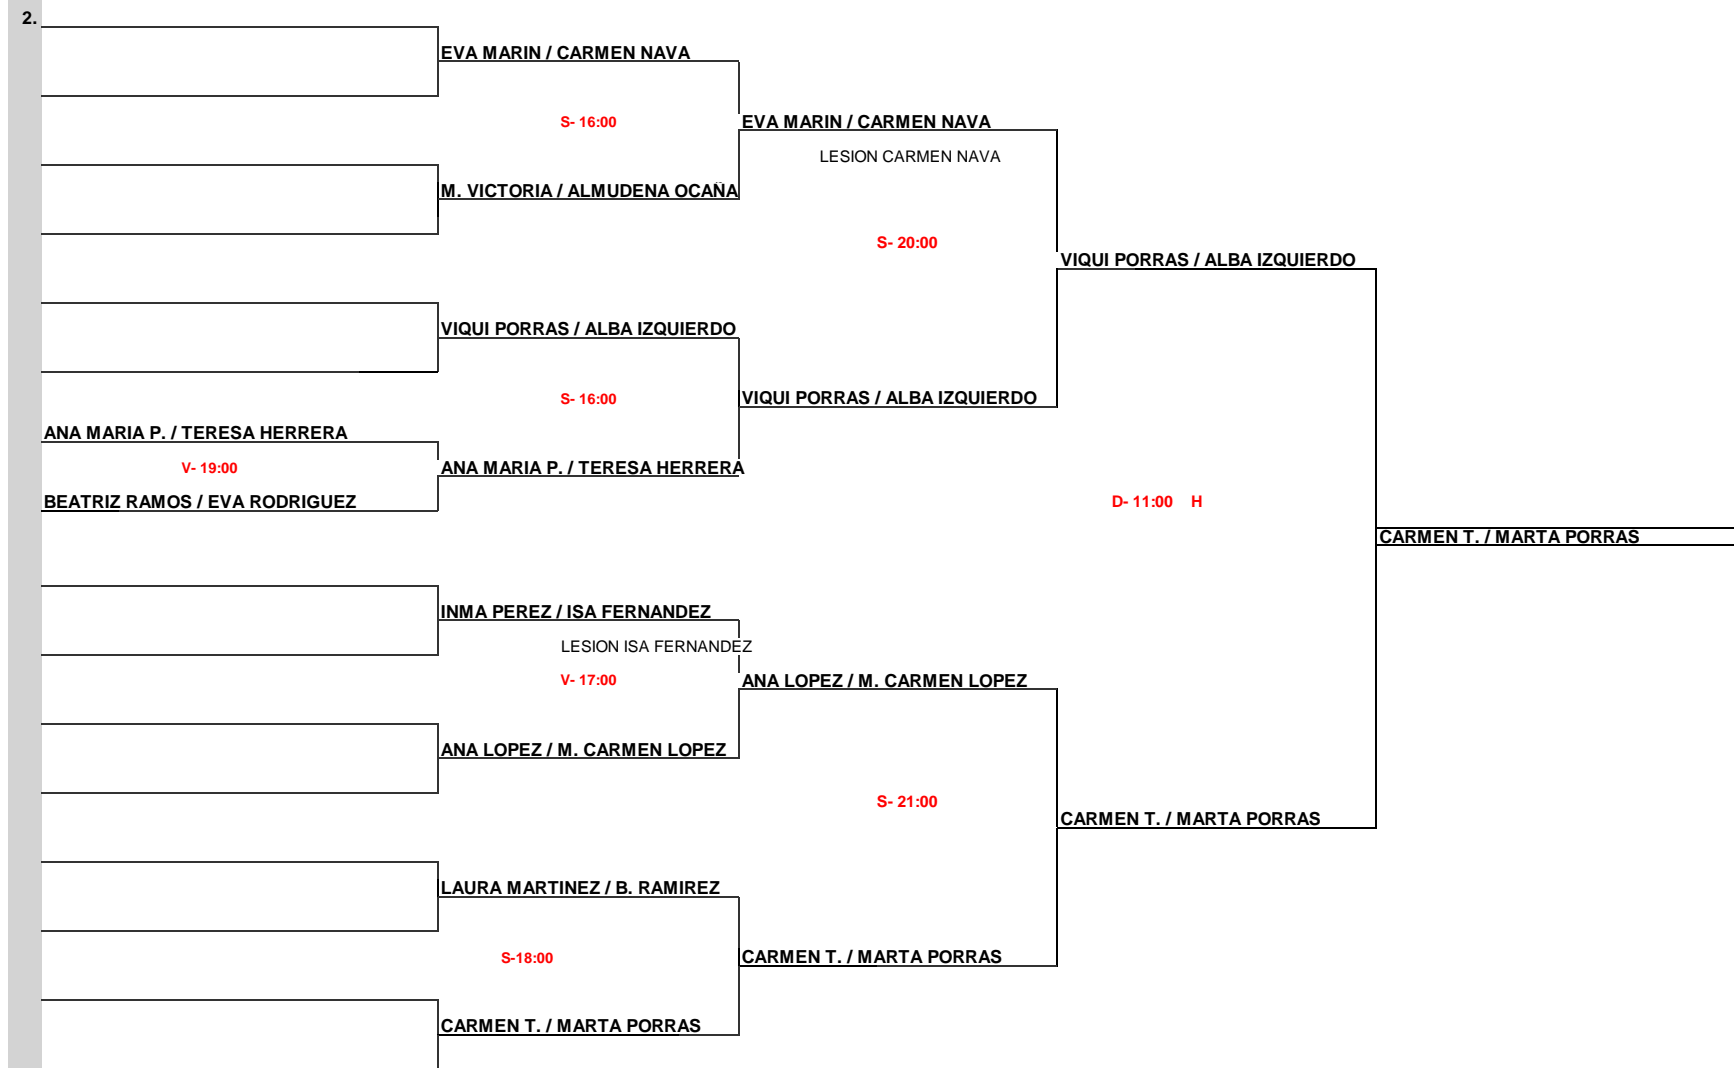 2.
EVA MARIN / CARMEN NAVA
S- 16:00
EVA MARIN / CARMEN NAVA
LESION CARMEN NAVA
M. VICTORIA / ALMUDENA OCAÑA
S- 20:00
VIQUI PORRAS / ALBA IZQUIERDO
VIQUI PORRAS / ALBA IZQUIERDO
S- 16:00
VIQUI PORRAS / ALBA IZQUIERDO
ANA MARIA P. / TERESA HERRERA
V- 19:00
ANA MARIA P. / TERESA HERRERA
BEATRIZ RAMOS / EVA RODRIGUEZ
D- 11:00 H
CARMEN T. / MARTA PORRAS
INMA PEREZ / ISA FERNANDEZ
LESION ISA FERNANDEZ
V- 17:00
ANA LOPEZ / M. CARMEN LOPEZ
ANA LOPEZ / M. CARMEN LOPEZ
S- 21:00
CARMEN T. / MARTA PORRAS
LAURA MARTINEZ / B. RAMIREZ
S-18:00
CARMEN T. / MARTA PORRAS
CARMEN T. / MARTA PORRAS